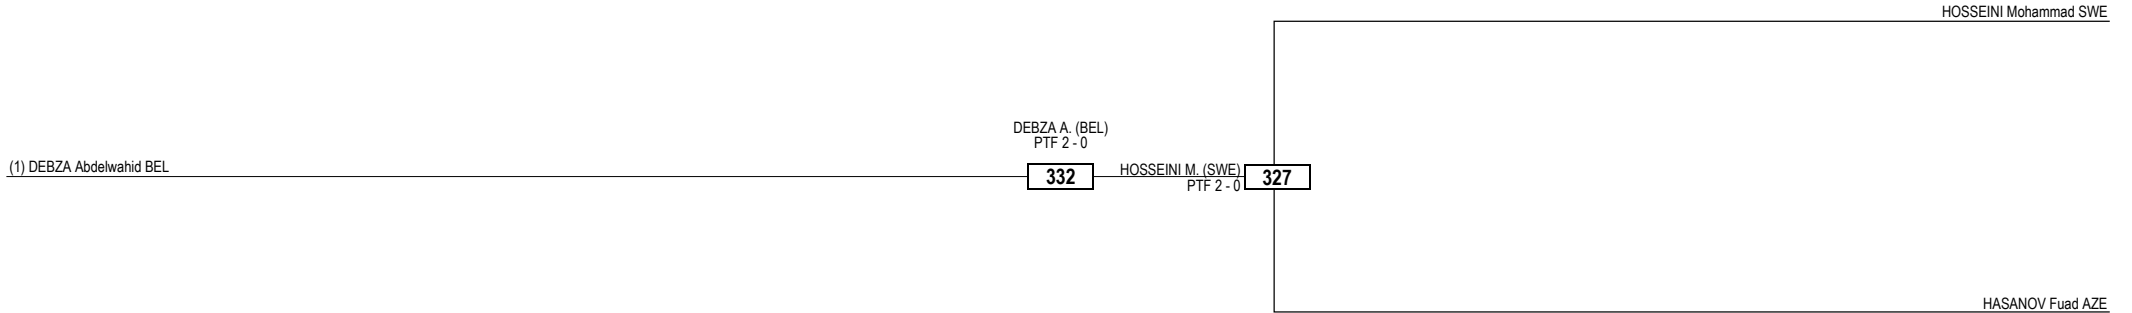 HOSSEINI Mohammad SWE
DEBZA A. (BEL)
PTF 2 - 0
(1) DEBZA Abdelwahid BEL
332
HOSSEINI M. (SWE)
PTF 2 - 0
327
HASANOV Fuad AZE